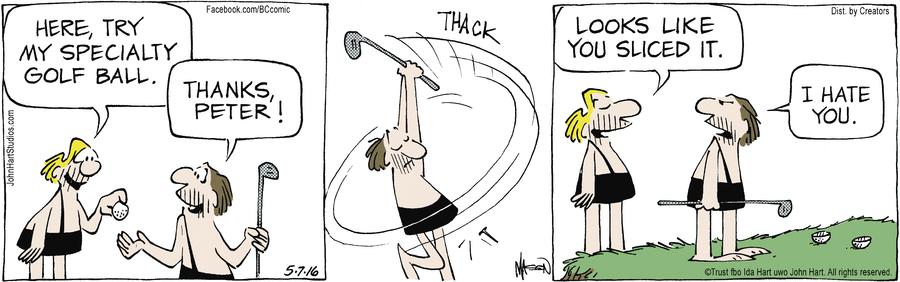 HERE, TRY
MY SPECIALTY
GOLF BALL.
Facebook.com/BCcomic
THANKS,
PETER!
JohnHartStudios.com
5-7-16
THACK
MASON
Dist. by Creators
LOOKS LIKE
YOU SLICED IT.
I HATE
YOU.
©Trust fbo Ida Hart uwo John Hart. All rights reserved.